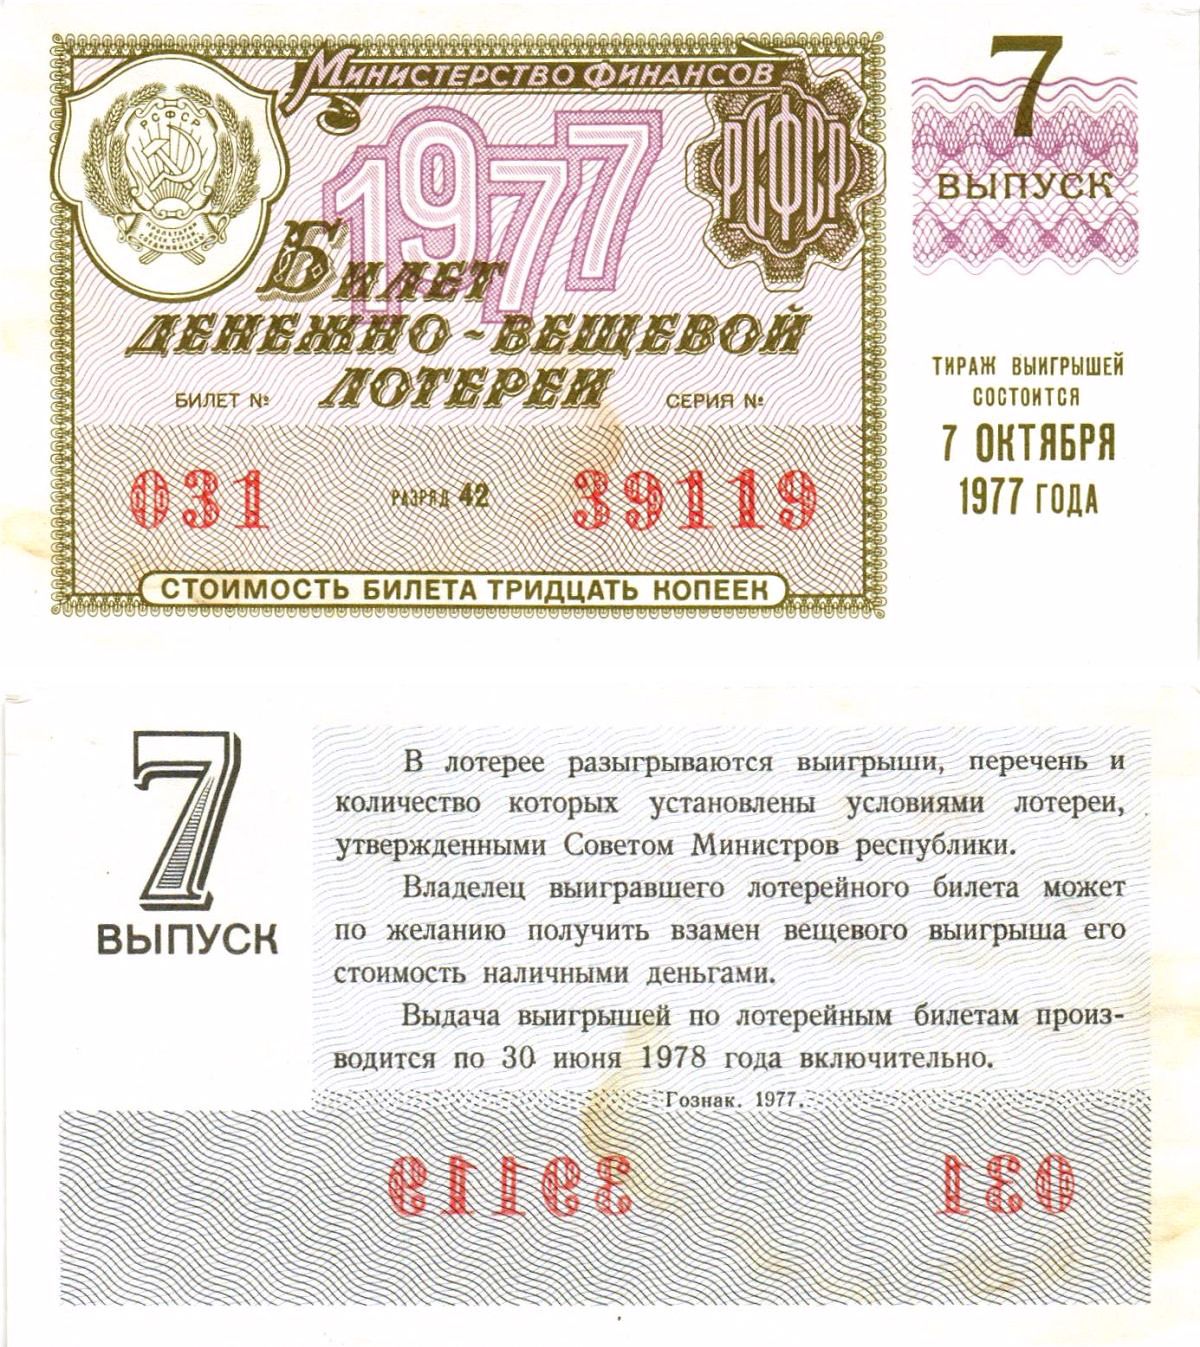 Министерство финансов
РСФСР
1977
РСФСР
7
ВЫПУСК
Билет
денежно-вещевой
лотереи
БИЛЕТ №
СЕРИЯ №
031
РАЗРЯД 42
39119
СТОИМОСТЬ БИЛЕТА ТРИДЦАТЬ КОПЕЕК
ТИРАЖ ВЫИГРЫШЕЙ
СОСТОИТСЯ
7 ОКТЯБРЯ
1977 ГОДА
7
ВЫПУСК
В лотерее разыгрываются выигрыши, перечень и
количество которых установлены условиями лотереи,
утвержденными Советом Министров республики.
Владелец выигравшего лотерейного билета может
по желанию получить взамен вещевого выигрыша его
стоимость наличными деньгами.
Выдача выигрышей по лотерейным билетам произ-
водится по 30 июня 1978 года включительно.
Гознак. 1977.
39119
031